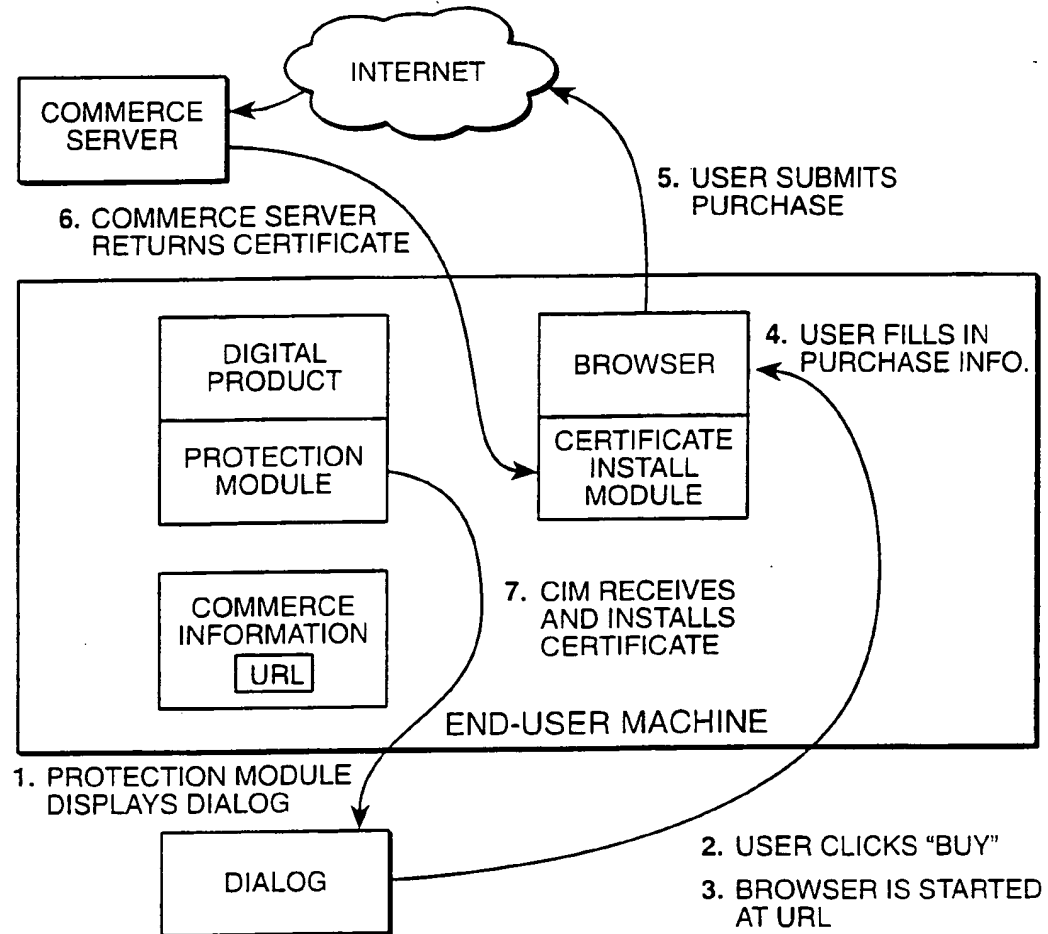 INTERNET
COMMERCE
SERVER
5. USER SUBMITS
PURCHASE
6. COMMERCE SERVER
RETURNS CERTIFICATE
DIGITAL
PRODUCT
PROTECTION
MODULE
BROWSER
CERTIFICATE
INSTALL
MODULE
4. USER FILLS IN
PURCHASE INFO.
COMMERCE
INFORMATION
URL
7. CIM RECEIVES
AND INSTALLS
CERTIFICATE
END-USER MACHINE
1. PROTECTION MODULE
DISPLAYS DIALOG
DIALOG
2. USER CLICKS “BUY”
3. BROWSER IS STARTED
AT URL